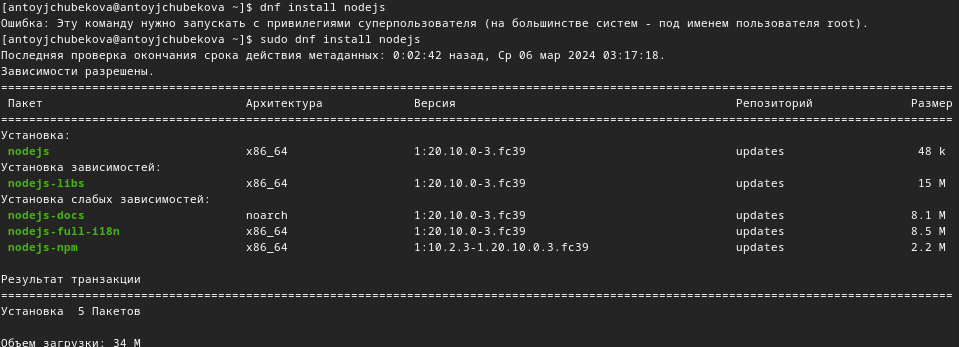 [antoyjchubekova@antoyjchubekova ~]$ dnf install nodejs
Ошибка: Эту команду нужно запускать с привилегиями суперпользователя (на большинстве систем - под именем пользователя root).
[antoyjchubekova@antoyjchubekova ~]$ sudo dnf install nodejs
Последняя проверка окончания срока действия метаданных: 0:02:42 назад, Ср 06 мар 2024 03:17:18.
Зависимости разрешены.
Пакет Архитектура Версия Репозиторий Размер
Установка:
nodejs x86_64 1:20.10.0-3.fc39 updates 48 k
Установка зависимостей:
nodejs-libs x86_64 1:20.10.0-3.fc39 updates 15 M
Установка слабых зависимостей:
nodejs-docs noarch 1:20.10.0-3.fc39 updates 8.1 M
nodejs-full-i18n x86_64 1:20.10.0-3.fc39 updates 8.5 M
nodejs-npm x86_64 1:10.2.3-1.20.10.0.3.fc39 updates 2.2 M
Результат транзакции
Установка 5 Пакетов
Объем загрузки: 34 M